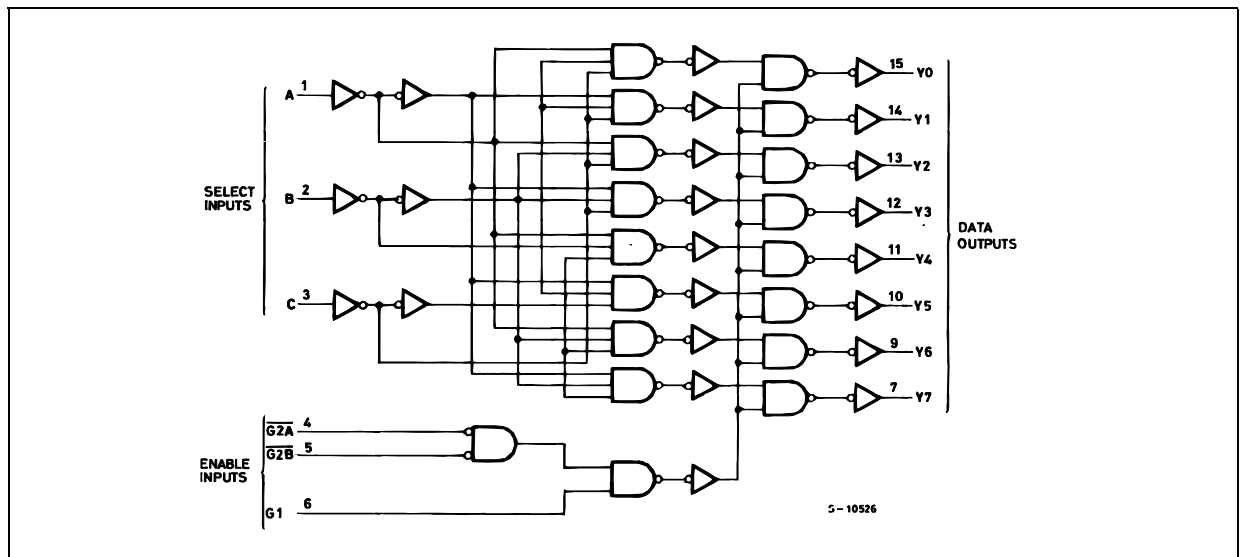 A 1
B 2
C 3
SELECT
INPUTS
15 Y0
14 Y1
13 Y2
12 Y3
11 Y4
10 Y5
9 Y6
7 Y7
DATA
OUTPUTS
G2A 4
G2B 5
G1 6
ENABLE
INPUTS
S-10526